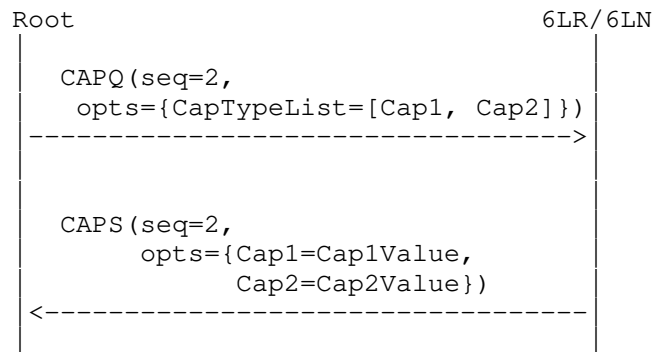 Root 6LR/6LN
CAPQ(seq=2,
opts={CapTypeList=[Cap1, Cap2]})
CAPS(seq=2,
opts={Cap1=Cap1Value,
Cap2=Cap2Value})